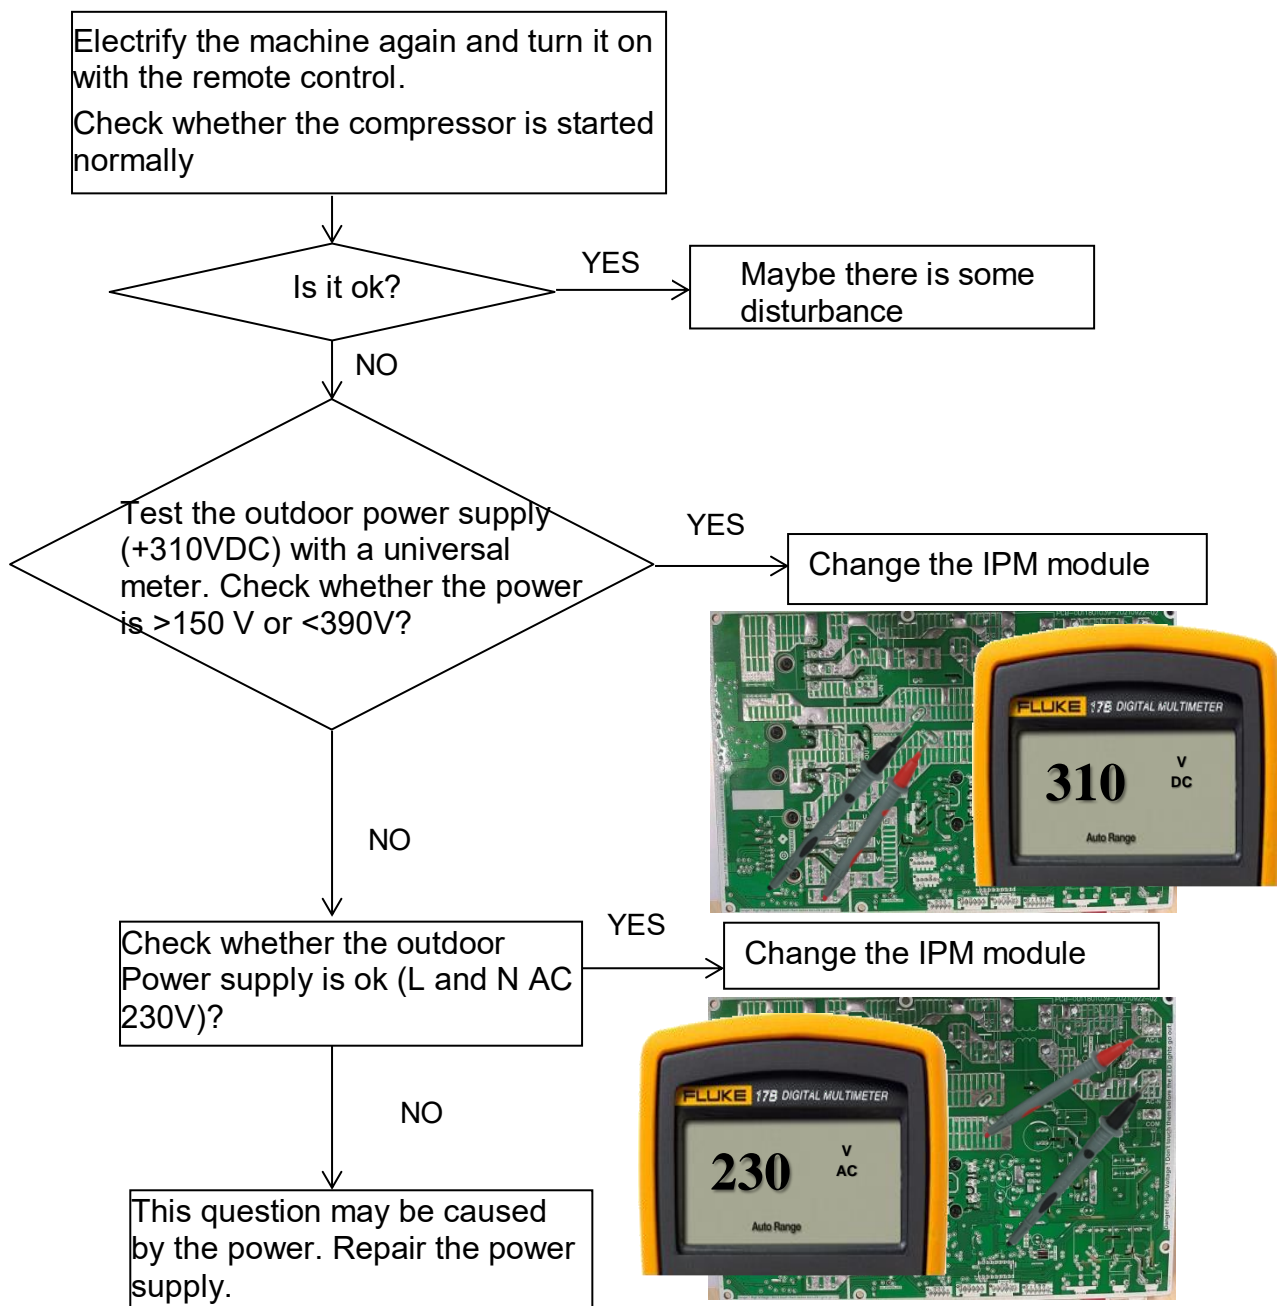 Electrify the machine again and turn it on
with the remote control.
Check whether the compressor is started
normally
Is it ok?
YES
Maybe there is some
disturbance
NO
Test the outdoor power supply
(+310VDC) with a universal
meter. Check whether the power
is >150 V or <390V?
YES
Change the IPM module
FLUKE 17B DIGITAL MULTIMETER
310
V
DC
Auto Range
NO
Check whether the outdoor
Power supply is ok (L and N AC
230V)?
YES
Change the IPM module
AC-L
PE
AC-N
COM
FLUKE 17B DIGITAL MULTIMETER
230
V
AC
Auto Range
NO
This question may be caused
by the power. Repair the power
supply.